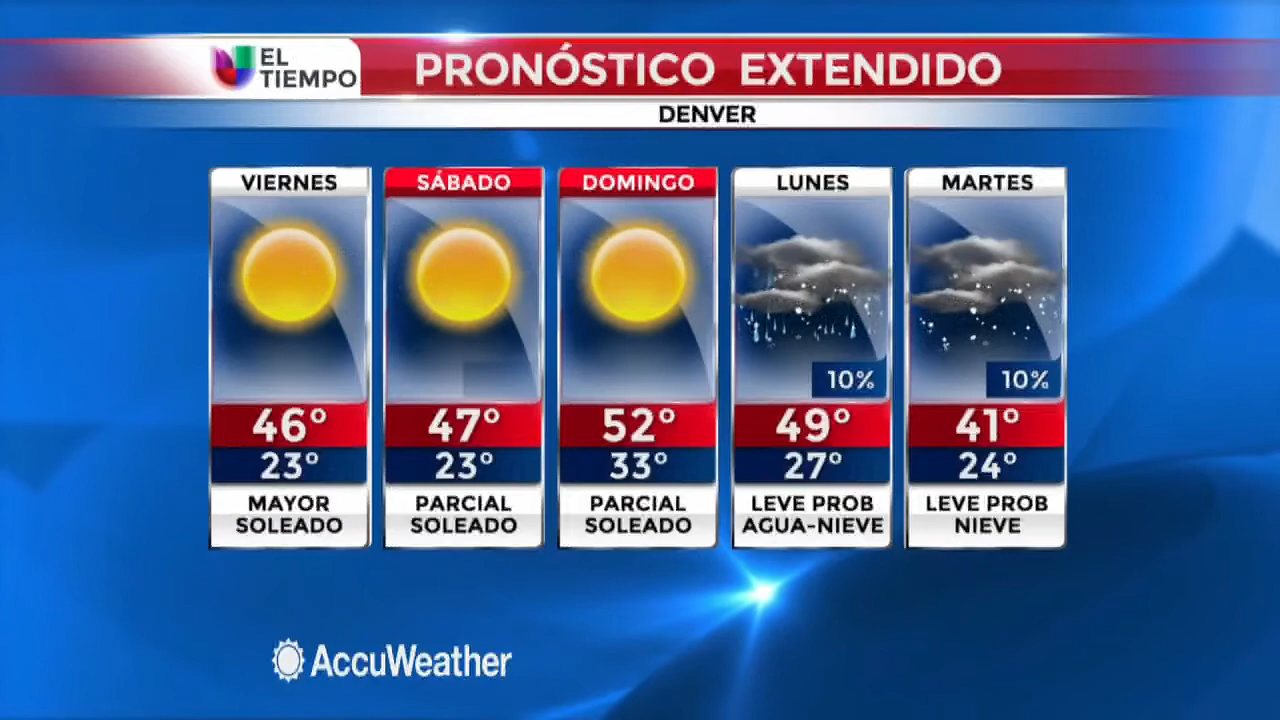 EL
TIEMPO
PRONÓSTICO EXTENDIDO
DENVER
VIERNES
46°
23°
MAYOR
SOLEADO
SÁBADO
47°
23°
PARCIAL
SOLEADO
DOMINGO
52°
33°
PARCIAL
SOLEADO
LUNES
10%
49°
27°
LEVE PROB
AGUA-NIEVE
MARTES
10%
41°
24°
LEVE PROB
NIEVE
AccuWeather